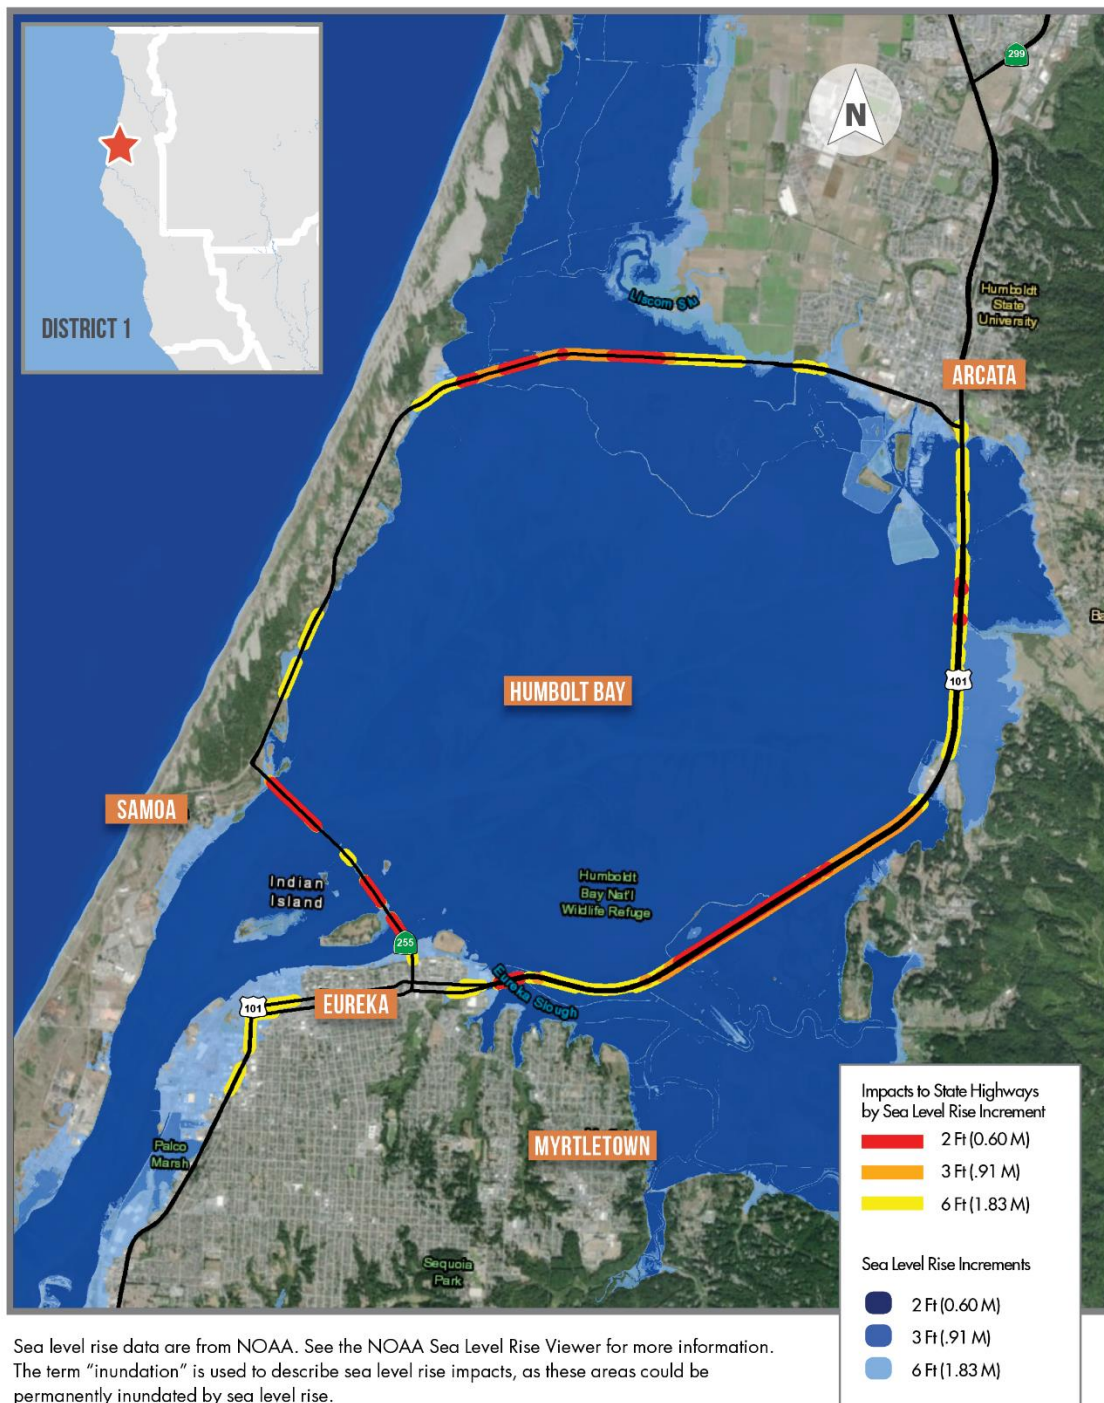 DISTRICT 1
299
N
Liscom Slu
Humboldt
State
University
ARCATA
HUMBOLT BAY
101
SAMOA
Indian
Island
Humboldt
Bay Nat'l
Wildlife Refuge
255
Eureka Slough
101
EUREKA
MYRTLETOWN
Palco
Marsh
Sequoia
Park
Impacts to State Highways
by Sea Level Rise Increment
2 Ft (0.60 M)
3 Ft (.91 M)
6 Ft (1.83 M)
Sea Level Rise Increments
2 Ft (0.60 M)
3 Ft (.91 M)
6 Ft (1.83 M)
Sea level rise data are from NOAA. See the NOAA Sea Level Rise Viewer for more information.
The term “inundation” is used to describe sea level rise impacts, as these areas could be
permanently inundated by sea level rise.